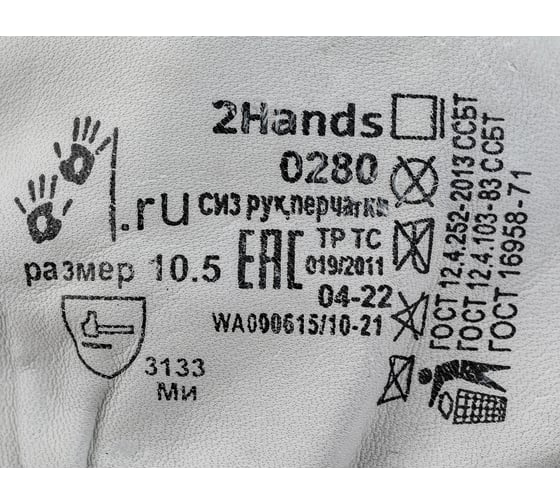 2Hands
0280
.ru СИЗ рук,перчатки
размер 10.5
EAC
ТР ТС
019/2011
04-22
WA090615/10-21
3133
Ми
ГОСТ 12.4.252-2013 ССБТ
ГОСТ 12.4.103-83 ССБТ
ГОСТ 16958-71